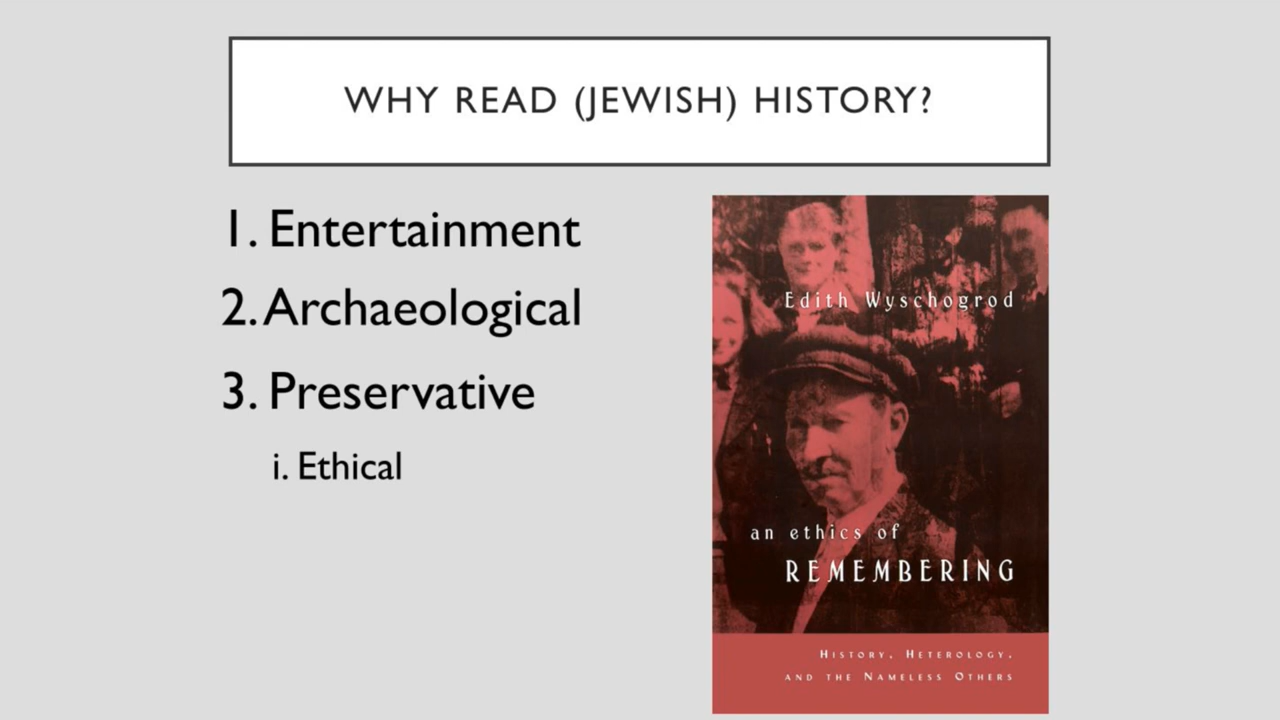 WHY READ (JEWISH) HISTORY?
1. Entertainment
2. Archaeological
3. Preservative
i. Ethical
Edith Wyschogrod
an ethics of
REMEMBERING
HISTORY, HETEROLOGY,
AND THE NAMELESS OTHERS